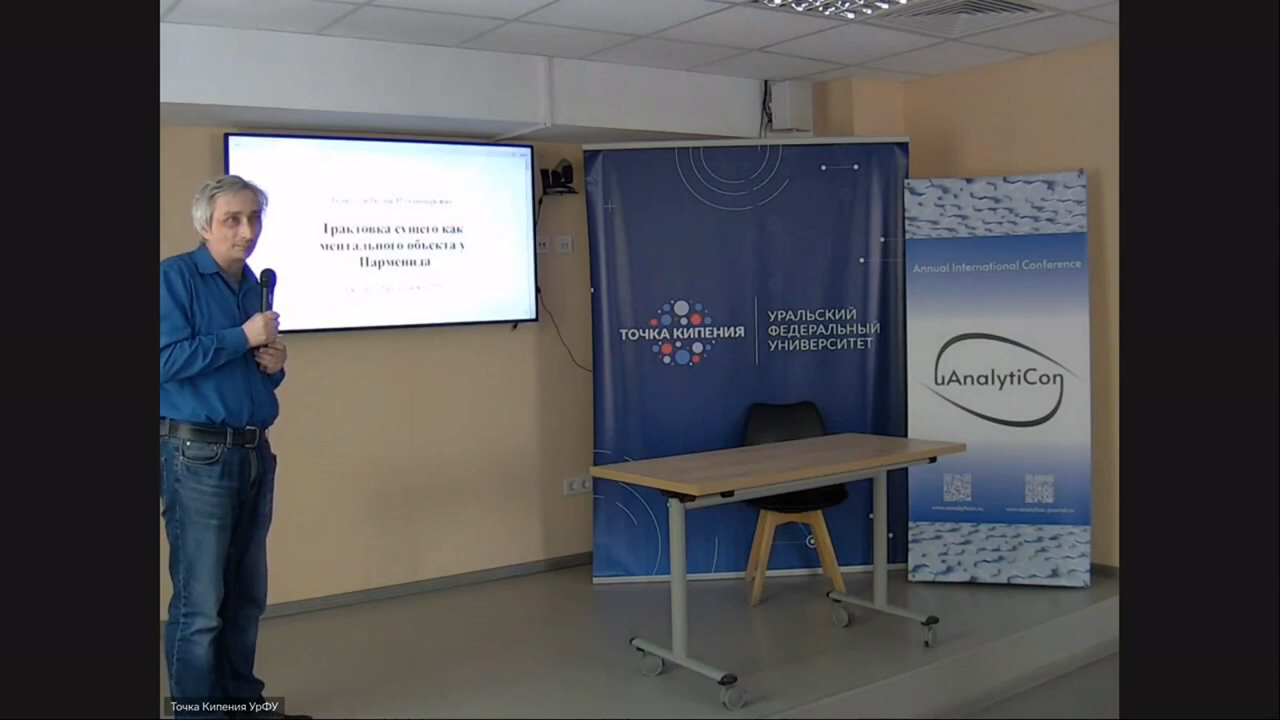 Трактовка сущего как
ментального объекта у
Парменида
ТОЧКА КИПЕНИЯ
УРАЛЬСКИЙ
ФЕДЕРАЛЬНЫЙ
УНИВЕРСИТЕТ
Annual International Conference
uAnalytiCon
Точка Кипения УрФУ